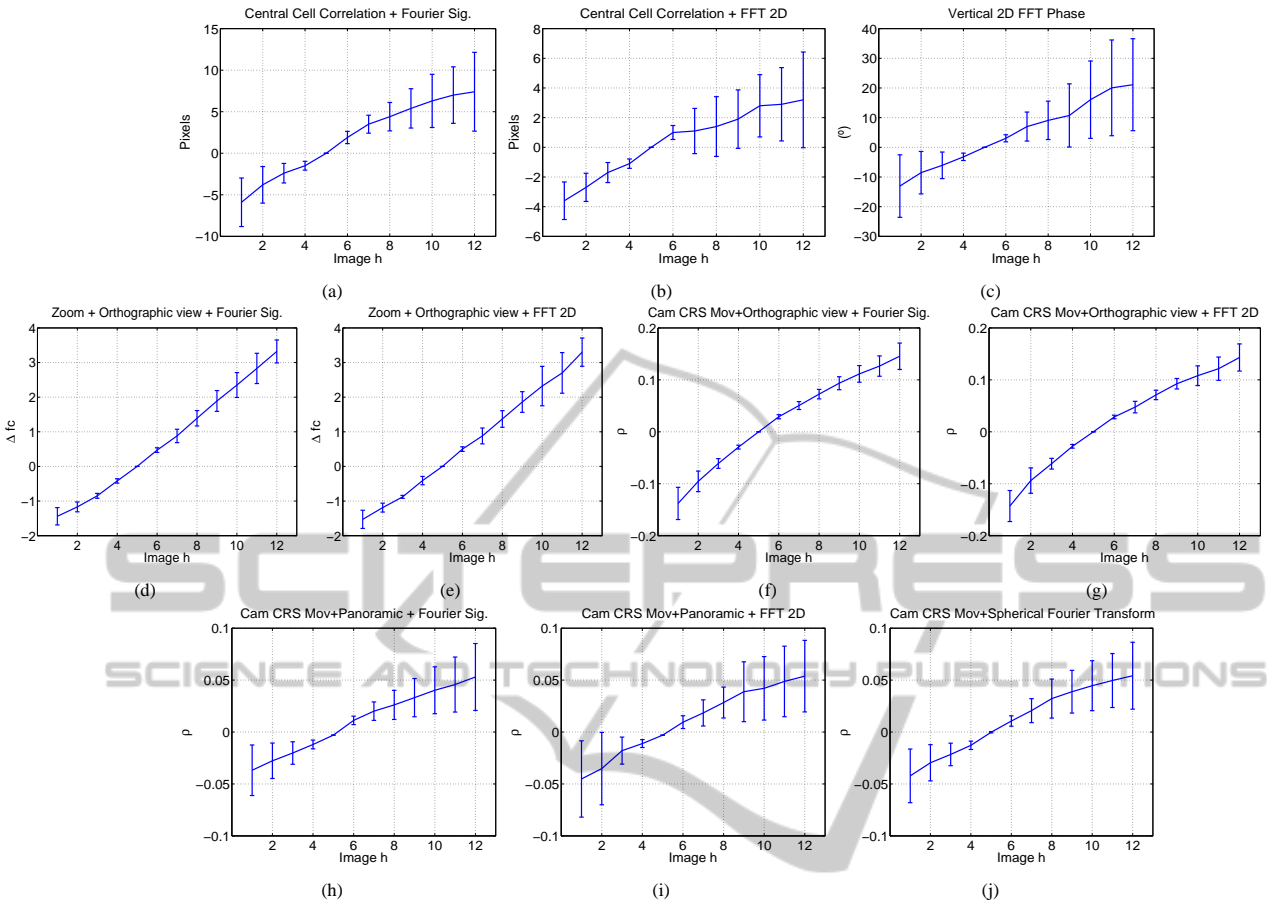 Central Cell Correlation + Fourier Sig.
15
10
5
0
−5
−10
Pixels
2 4 6 8 10 12
Image h
(a)
Central Cell Correlation + FFT 2D
8
6
4
2
0
−2
−4
−6
Pixels
2 4 6 8 10 12
Image h
(b)
Vertical 2D FFT Phase
40
30
20
10
0
−10
−20
−30
(º)
2 4 6 8 10 12
Image h
(c)
Zoom + Orthographic view + Fourier Sig.
4
3
2
1
0
−1
−2
Δ fc
2 4 6 8 10 12
Image h
(d)
Zoom + Orthographic view + FFT 2D
4
3
2
1
0
−1
−2
Δ fc
2 4 6 8 10 12
Image h
(e)
Cam CRS Mov+Orthographic view + Fourier Sig.
0.2
0.1
0
−0.1
−0.2
ρ
2 4 6 8 10 12
Image h
(f)
Cam CRS Mov+Orthographic view + FFT 2D
0.2
0.1
0
−0.1
−0.2
ρ
2 4 6 8 10 12
Image h
(g)
SCITEPRESS
SCIENCE AND TECHNOLOGY PUBLICATIONS
Cam CRS Mov+Panoramic + Fourier Sig.
0.1
0.05
0
−0.05
−0.1
ρ
2 4 6 8 10 12
Image h
(h)
Cam CRS Mov+Panoramic + FFT 2D
0.1
0.05
0
−0.05
−0.1
ρ
2 4 6 8 10 12
Image h
(i)
Cam CRS Mov+Spherical Fourier Transform
0.1
0.05
0
−0.05
−0.1
ρ
2 4 6 8 10 12
Image h
(j)